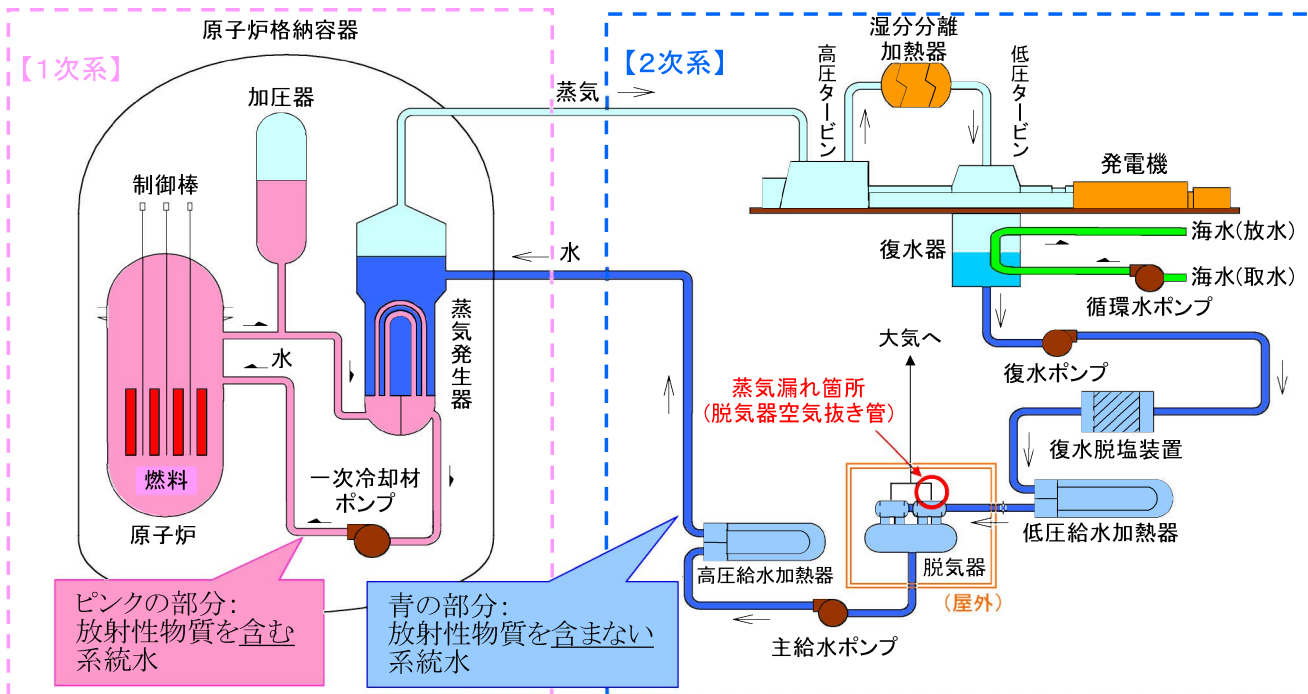 原子炉格納容器
【1次系】
加圧器
制御棒
水
蒸気発生器
燃料
原子炉
一次冷却材
ポンプ
ピンクの部分:
放射性物質を含む
系統水
【2次系】
蒸気
高圧タービン
湿分分離
加熱器
低圧タービン
発電機
復水器
海水(放水)
海水(取水)
循環水ポンプ
水
大気へ
復水ポンプ
蒸気漏れ箇所
(脱気器空気抜き管)
復水脱塩装置
低圧給水加熱器
高圧給水加熱器
脱気器
(屋外)
主給水ポンプ
青の部分:
放射性物質を含まない
系統水